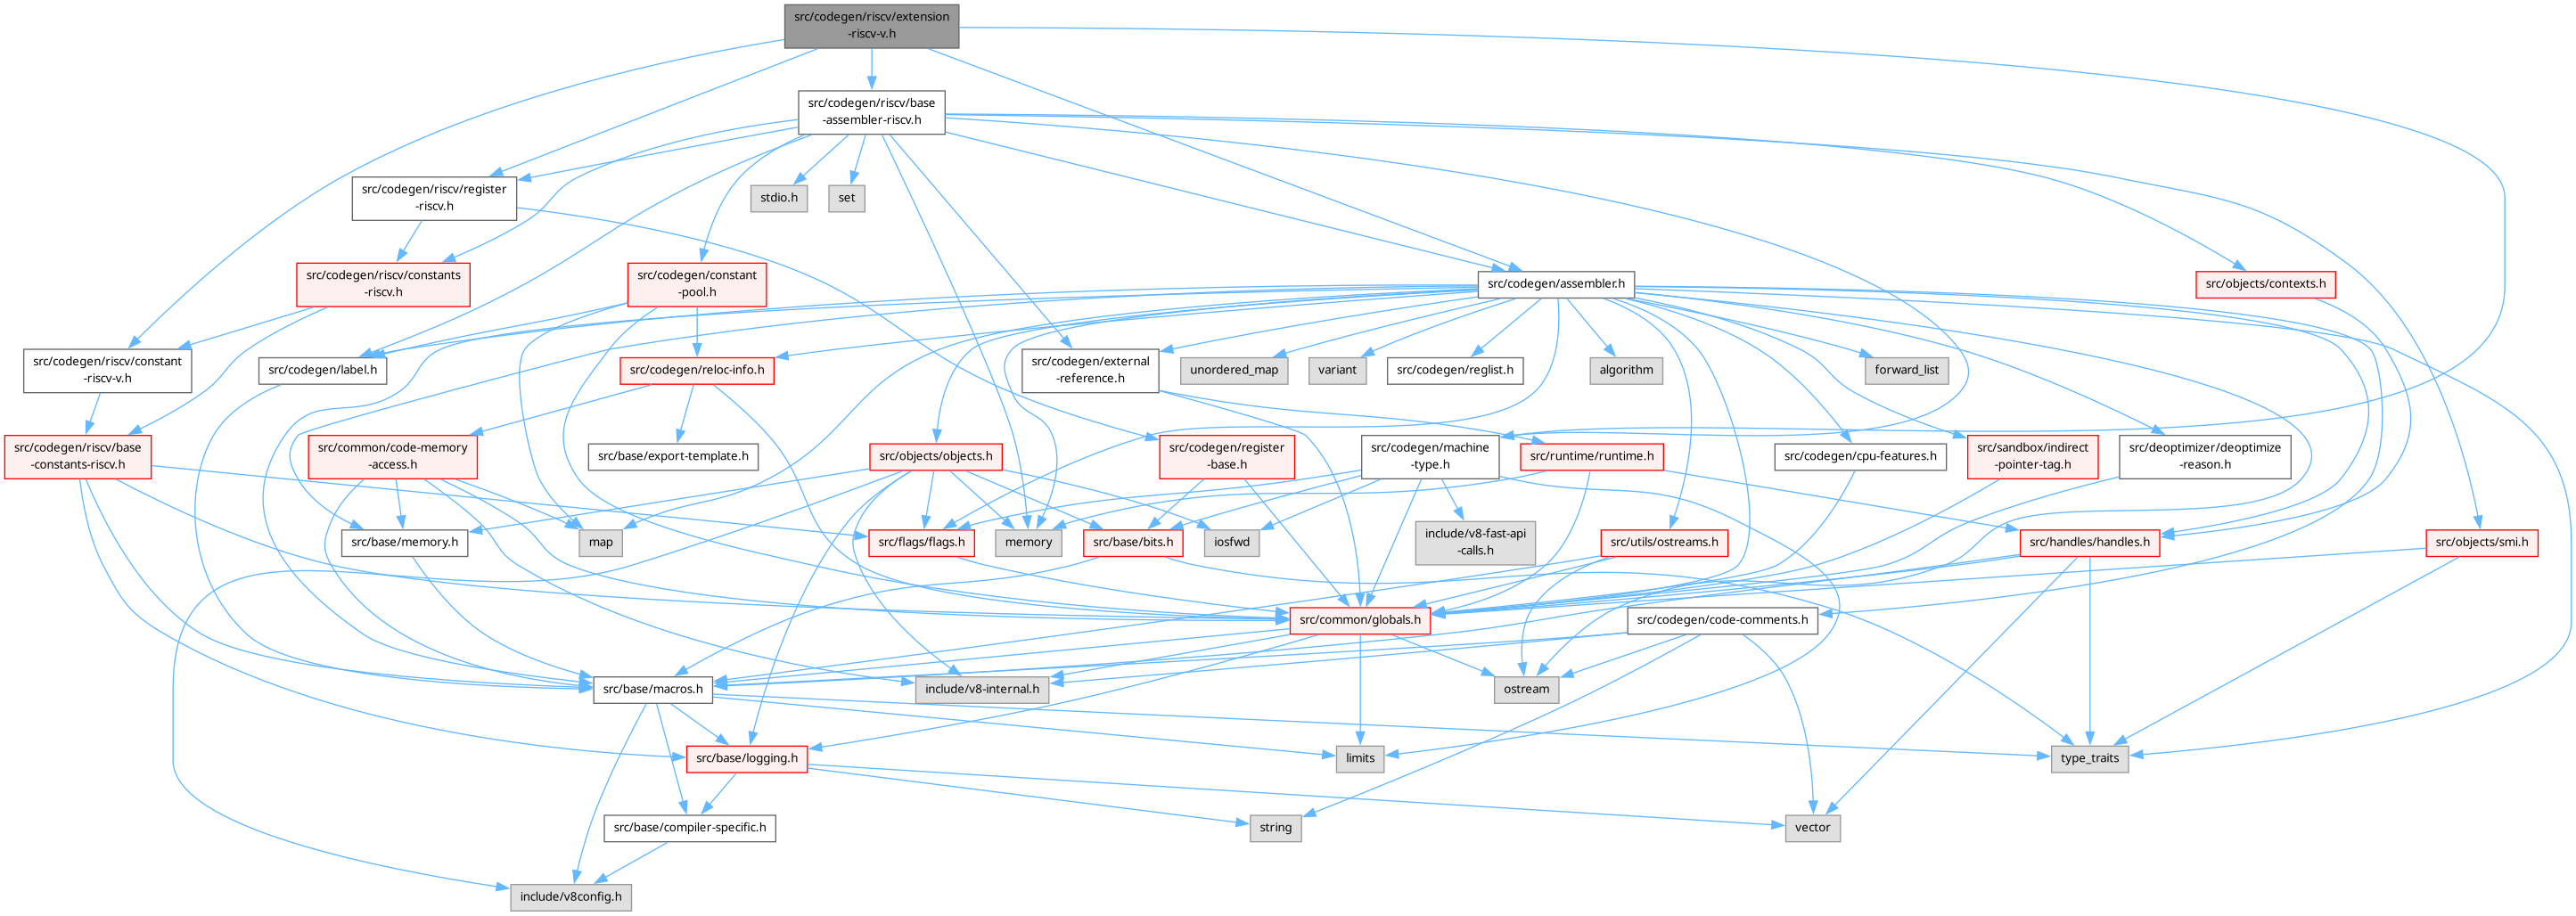 src/codegen/riscv/extension
-riscv-v.h
src/codegen/riscv/base
-assembler-riscv.h
src/codegen/riscv/register
-riscv.h
stdio.h
set
src/codegen/riscv/constants
-riscv.h
src/codegen/constant
-pool.h
src/codegen/assembler.h
src/objects/contexts.h
src/codegen/riscv/constant
-riscv-v.h
src/codegen/label.h
src/codegen/reloc-info.h
src/codegen/external
-reference.h
unordered_map
variant
src/codegen/reglist.h
algorithm
forward_list
src/codegen/riscv/base
-constants-riscv.h
src/common/code-memory
-access.h
src/base/export-template.h
src/objects/objects.h
src/codegen/register
-base.h
src/codegen/machine
-type.h
src/runtime/runtime.h
src/codegen/cpu-features.h
src/sandbox/indirect
-pointer-tag.h
src/deoptimizer/deoptimize
-reason.h
src/base/memory.h
map
src/flags/flags.h
memory
src/base/bits.h
iosfwd
include/v8-fast-api
-calls.h
src/utils/ostreams.h
src/handles/handles.h
src/objects/smi.h
src/common/globals.h
src/codegen/code-comments.h
src/base/macros.h
include/v8-internal.h
ostream
src/base/logging.h
limits
type_traits
src/base/compiler-specific.h
string
vector
include/v8config.h